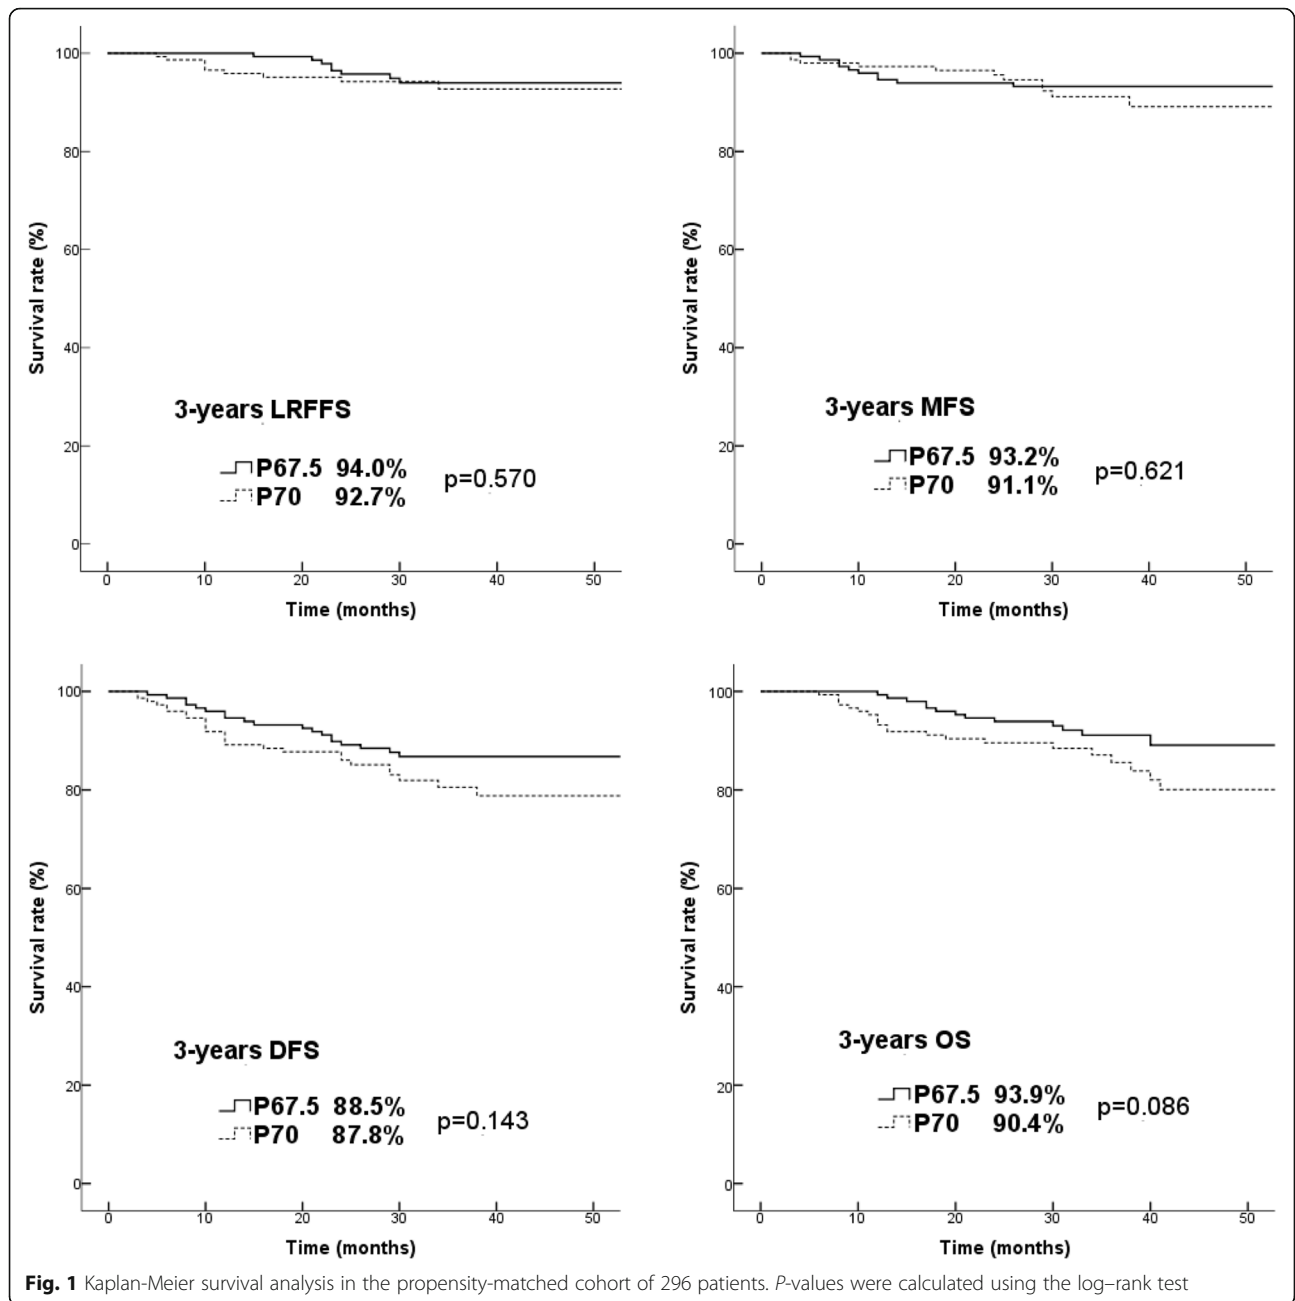 100
80
60
40
20
0
Survival rate (%)
3-years LRFFS
P67.5 94.0%
P70 92.7%
p=0.570
0 10 20 30 40 50
Time (months)
100
80
60
40
20
0
Survival rate (%)
3-years MFS
P67.5 93.2%
P70 91.1%
p=0.621
0 10 20 30 40 50
Time (months)
100
80
60
40
20
0
Survival rate (%)
3-years DFS
P67.5 88.5%
P70 87.8%
p=0.143
0 10 20 30 40 50
Time (months)
100
80
60
40
20
0
Survival rate (%)
3-years OS
P67.5 93.9%
P70 90.4%
p=0.086
0 10 20 30 40 50
Time (months)
Fig. 1 Kaplan-Meier survival analysis in the propensity-matched cohort of 296 patients. P-values were calculated using the log–rank test